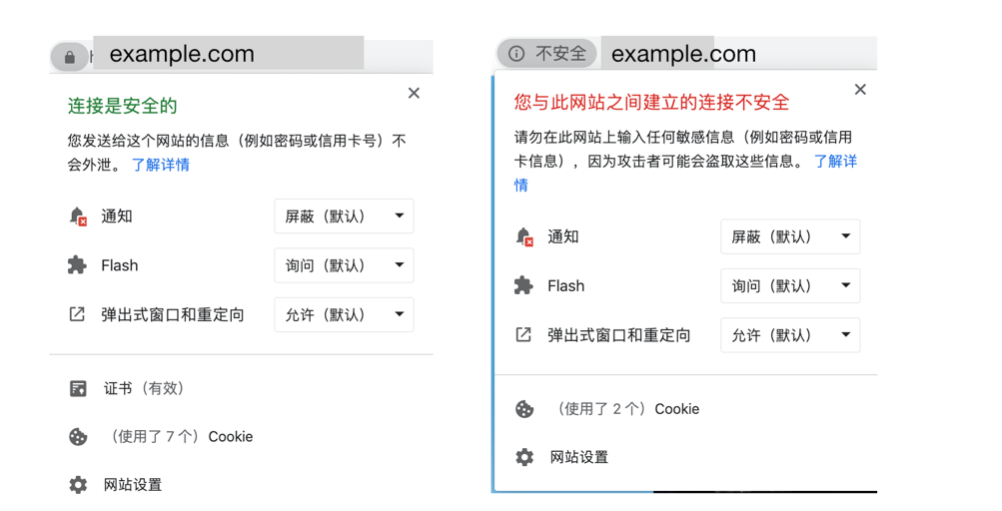 example.com
连接是安全的
您发送给这个网站的信息（例如密码或信用卡号）不
会外泄。 了解详情
通知 屏蔽（默认）
Flash 询问（默认）
弹出式窗口和重定向 允许（默认）
证书（有效）
（使用了 7 个）Cookie
网站设置
不安全 example.com
您与此网站之间建立的连接不安全
请勿在此网站上输入任何敏感信息（例如密码或信用
卡信息），因为攻击者可能会盗取这些信息。 了解详
情
通知 屏蔽（默认）
Flash 询问（默认）
弹出式窗口和重定向 允许（默认）
（使用了 2 个）Cookie
网站设置